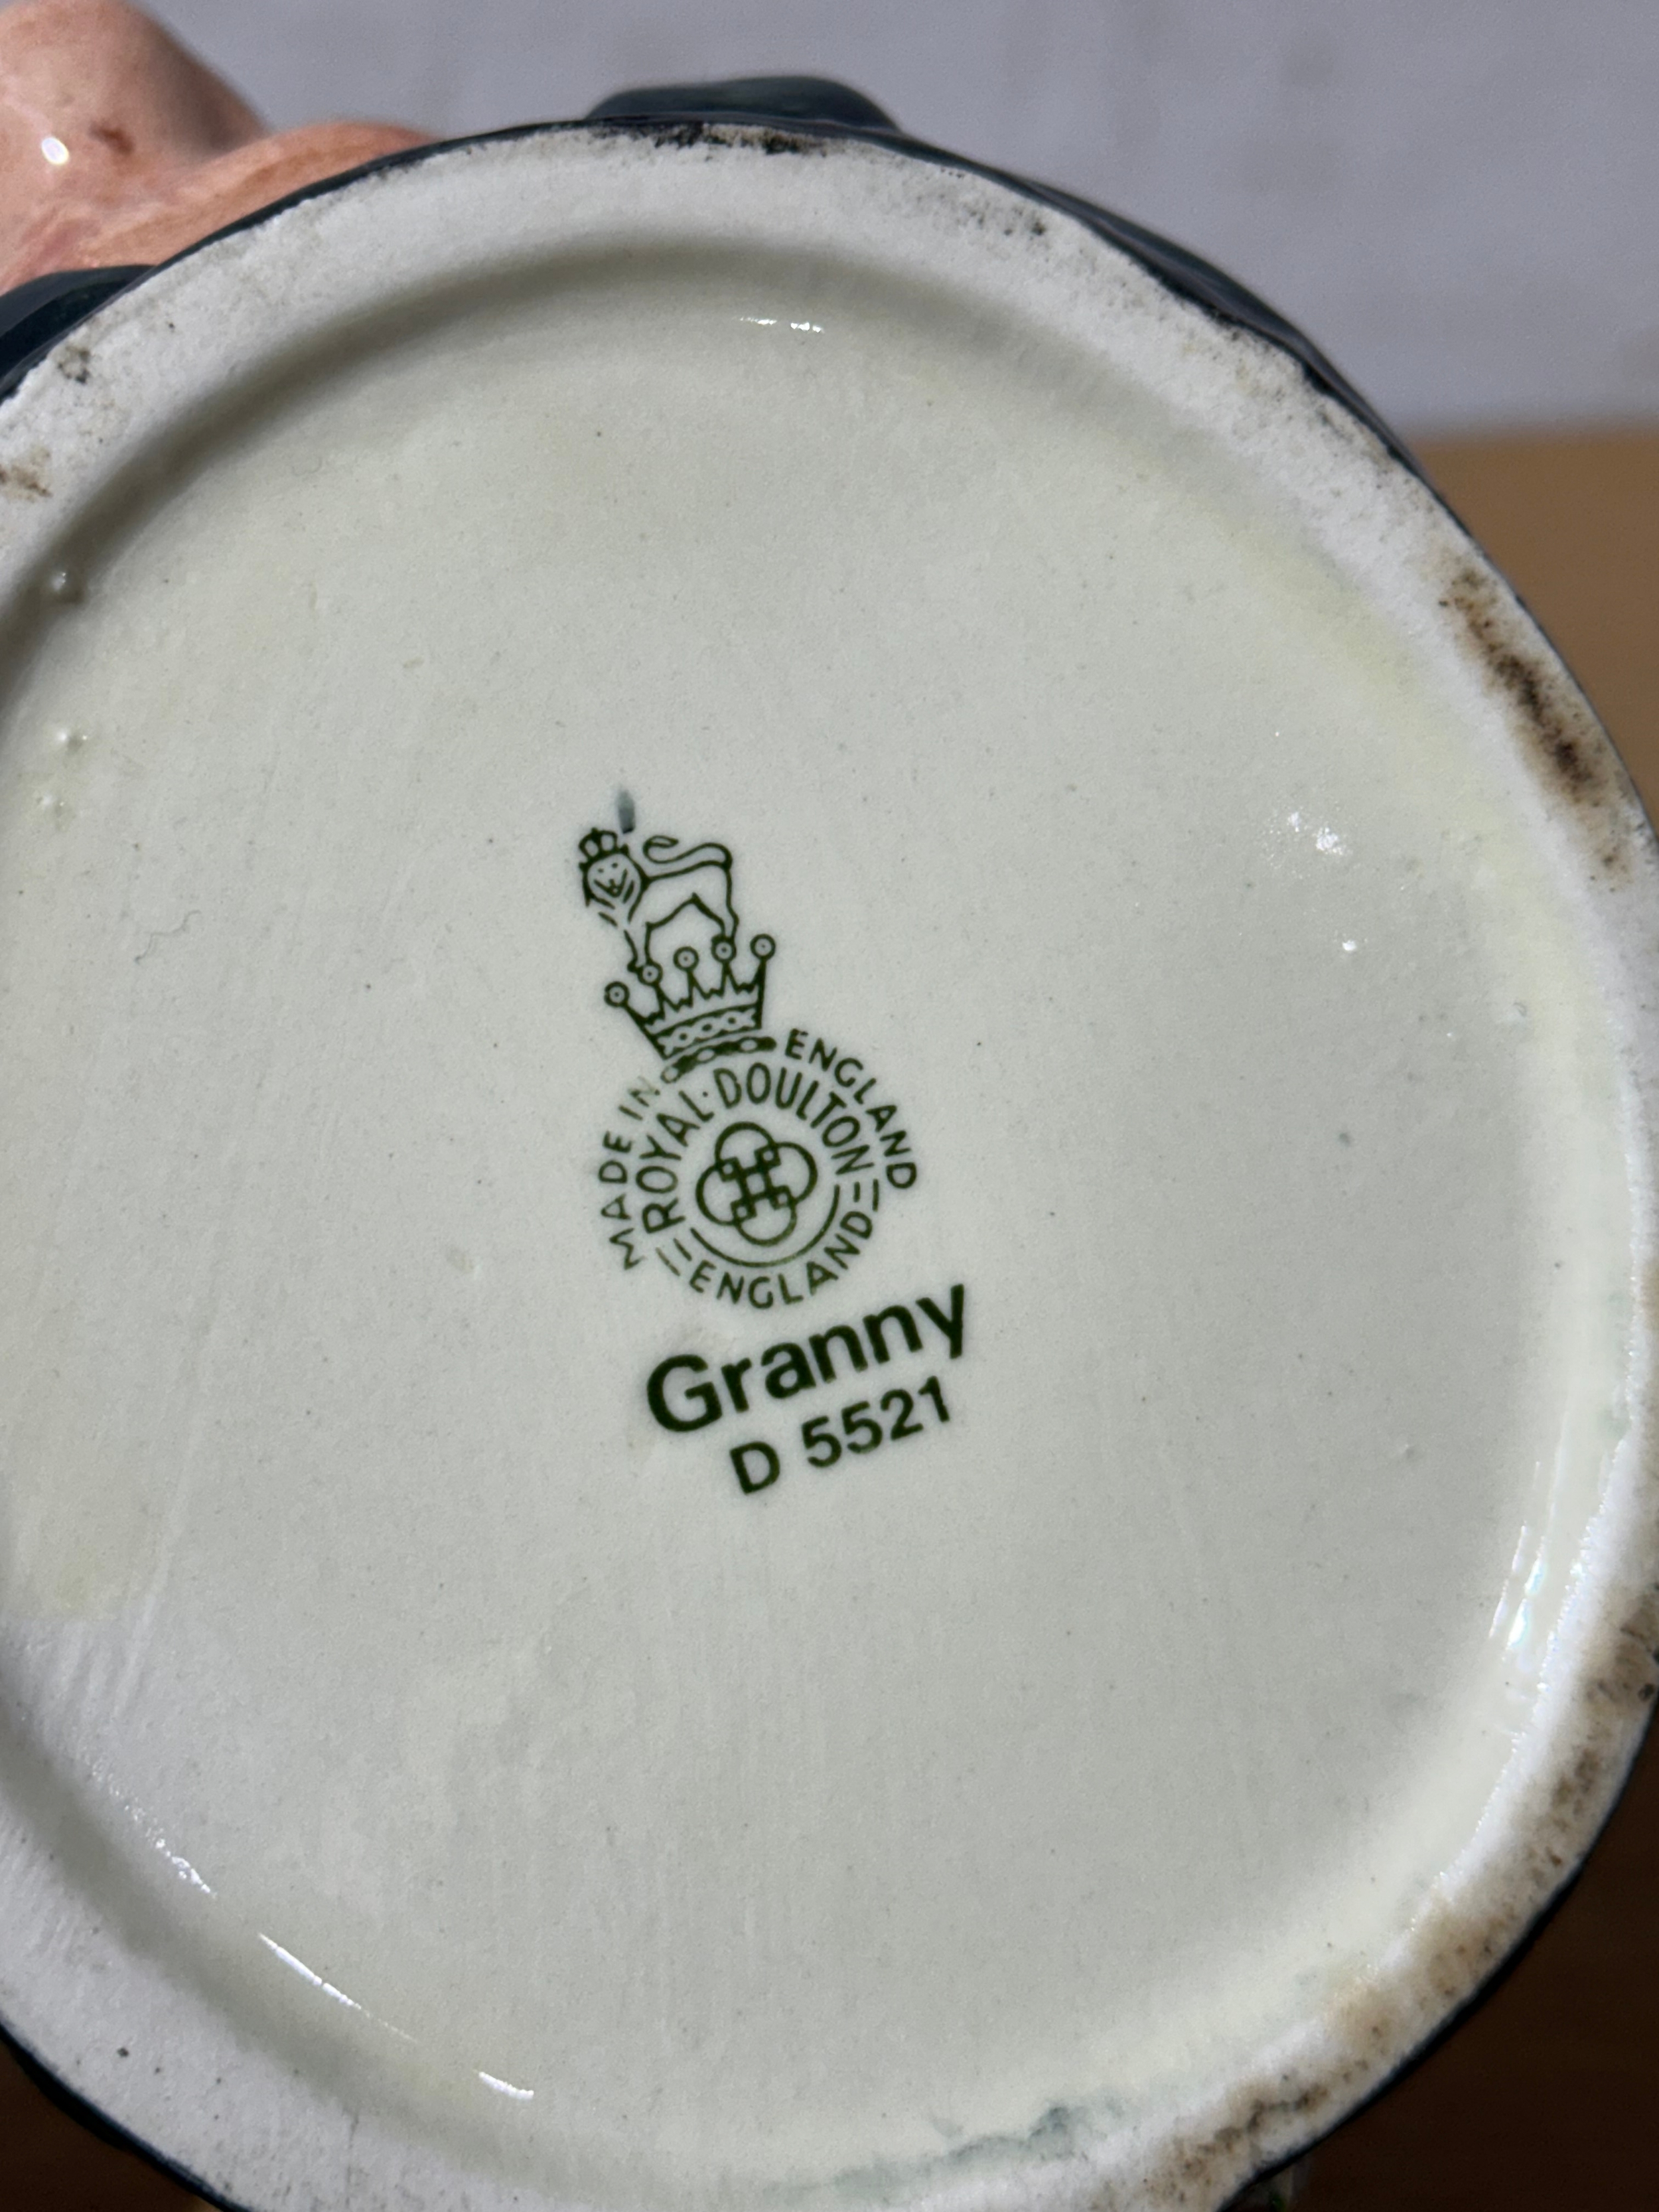 MADE IN ENGLAND
ROYAL·DOULTON
ENGLAND
Granny
D 5521